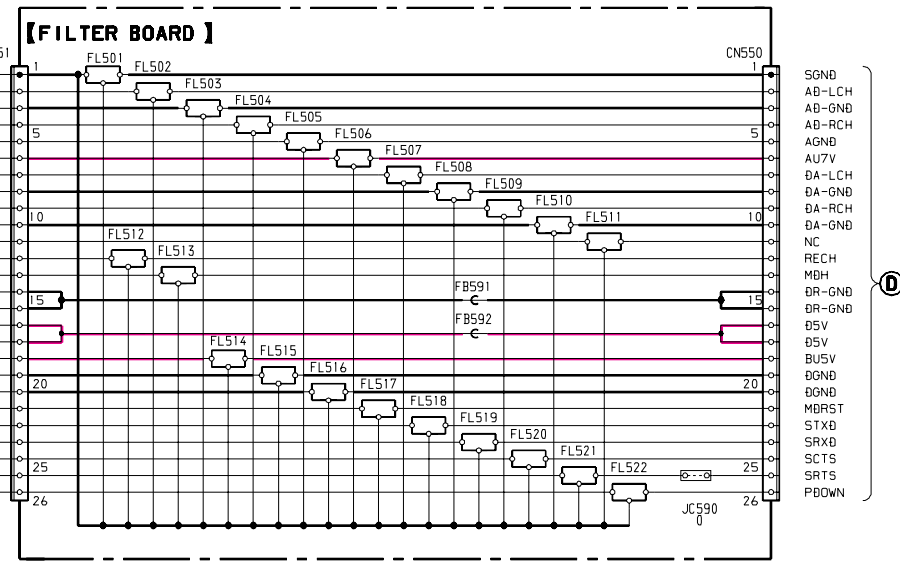 【FILTER BOARD】
51
CN550
FL501
FL502
FL503
FL504
FL505
FL506
FL507
FL508
FL509
FL510
FL511
FL512
FL513
FB591
FB592
FL514
FL515
FL516
FL517
FL518
FL519
FL520
FL521
FL522
JC590
0
1
5
10
15
20
25
26
1
5
10
15
20
25
26
SGND
AD-LCH
AD-GND
AD-RCH
AGND
AU7V
DA-LCH
DA-GND
DA-RCH
DA-GND
NC
RECH
MDH
DR-GND
DR-GND
D5V
D5V
BU5V
DGND
DGND
MDRST
STXD
SRXD
SCTS
SRTS
PDOWN
D